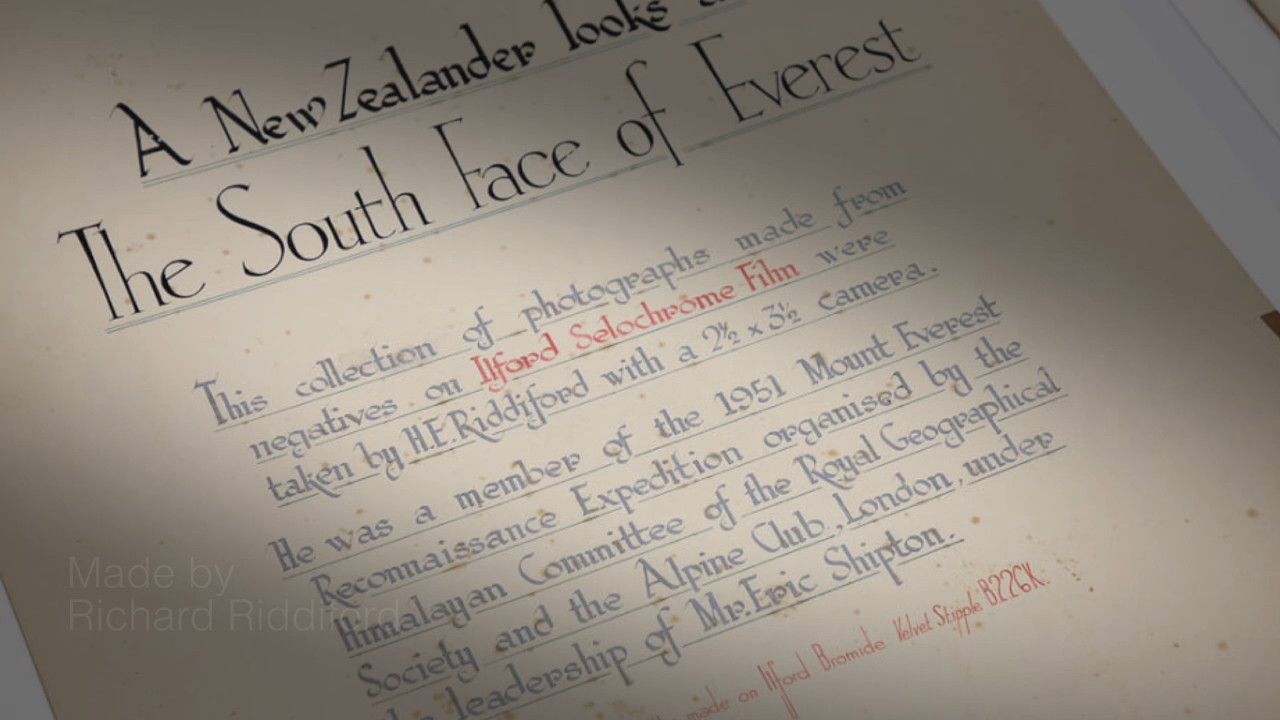 A New Zealander looks
The South Face of Everest
This collection of photographs made from
negatives on Ilford Selochrome Film were
taken by H.E.Riddiford with a 2½ x 3½ camera.
He was a member of the 1951 Mount Everest
Reconnaissance Expedition organised by the
Himalayan Committee of the Royal Geographical
Society and the Alpine Club, London, under
leadership of Mr. Eric Shipton.
made on Ilford Bromide Velvet Stipple B22GK.
Made by
Richard Riddiford